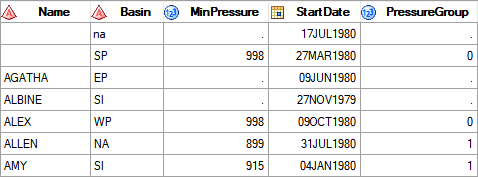 Name Basin MinPressure StartDate PressureGroup
na . 17JUL1980 .
SP 998 27MAR1980 0
AGATHA EP . 09JUN1980 .
ALBINE SI . 27NOV1979 .
ALEX WP 998 09OCT1980 0
ALLEN NA 899 31JUL1980 1
AMY SI 915 04JAN1980 1